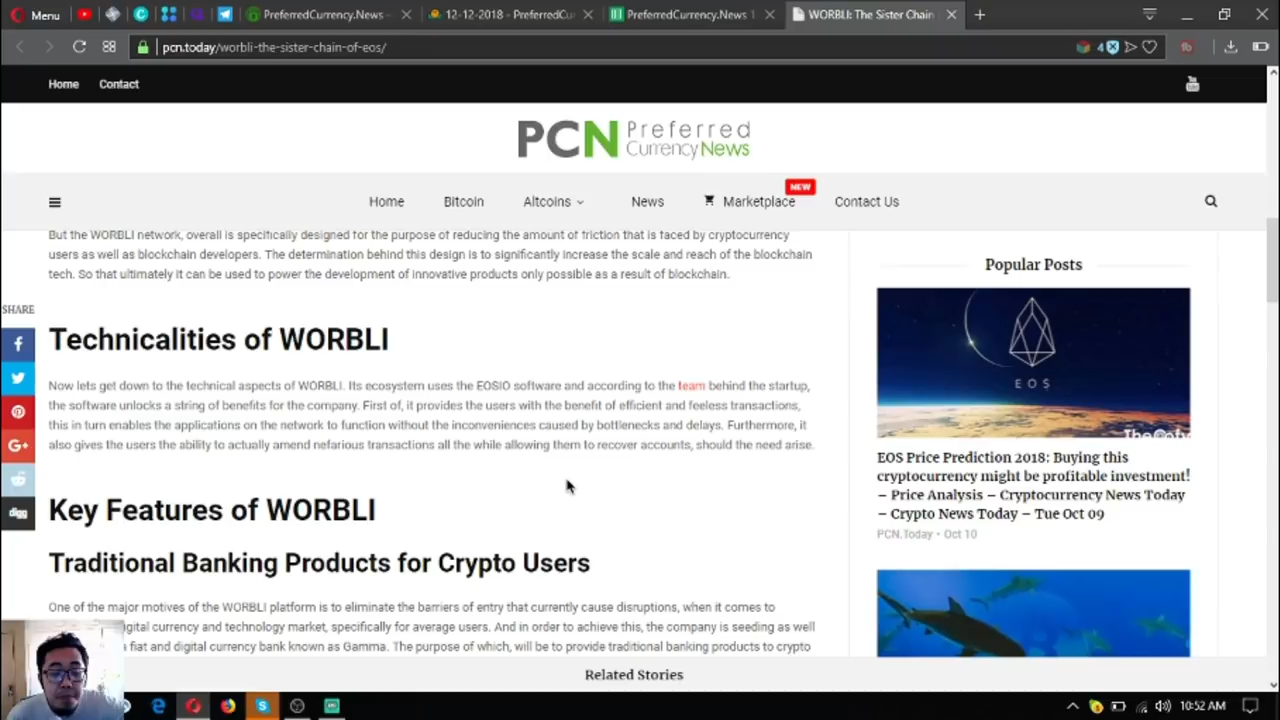 Menu
PreferredCurrency.News –
12-12-2018 - PreferredCu
PreferredCurrency.News 1
WORBLI: The Sister Chain
pcn.today/worbli-the-sister-chain-of-eos/
4
Home Contact
PCN Preferred
CurrencyNews
Home Bitcoin Altcoins News Marketplace NEW Contact Us
But the WORBLI network, overall is specifically designed for the purpose of reducing the amount of friction that is faced by cryptocurrency
users as well as blockchain developers. The determination behind this design is to significantly increase the scale and reach of the blockchain
tech. So that ultimately it can be used to power the development of innovative products only possible as a result of blockchain.
SHARE
Technicalities of WORBLI
Now lets get down to the technical aspects of WORBLI. Its ecosystem uses the EOSIO software and according to the team behind the startup,
the software unlocks a string of benefits for the company. First of, it provides the users with the benefit of efficient and feeless transactions,
this in turn enables the applications on the network to function without the inconveniences caused by bottlenecks and delays. Furthermore, it
also gives the users the ability to actually amend nefarious transactions all the while allowing them to recover accounts, should the need arise.
Key Features of WORBLI
Traditional Banking Products for Crypto Users
One of the major motives of the WORBLI platform is to eliminate the barriers of entry that currently cause disruptions, when it comes to
gital currency and technology market, specifically for average users. And in order to achieve this, the company is seeding as well
a fiat and digital currency bank known as Gamma. The purpose of which, will be to provide traditional banking products to crypto
Popular Posts
EOS
EOS Price Prediction 2018: Buying this
cryptocurrency might be profitable investment!
– Price Analysis – Cryptocurrency News Today
– Crypto News Today – Tue Oct 09
PCN.Today • Oct 10
Related Stories
10:52 AM